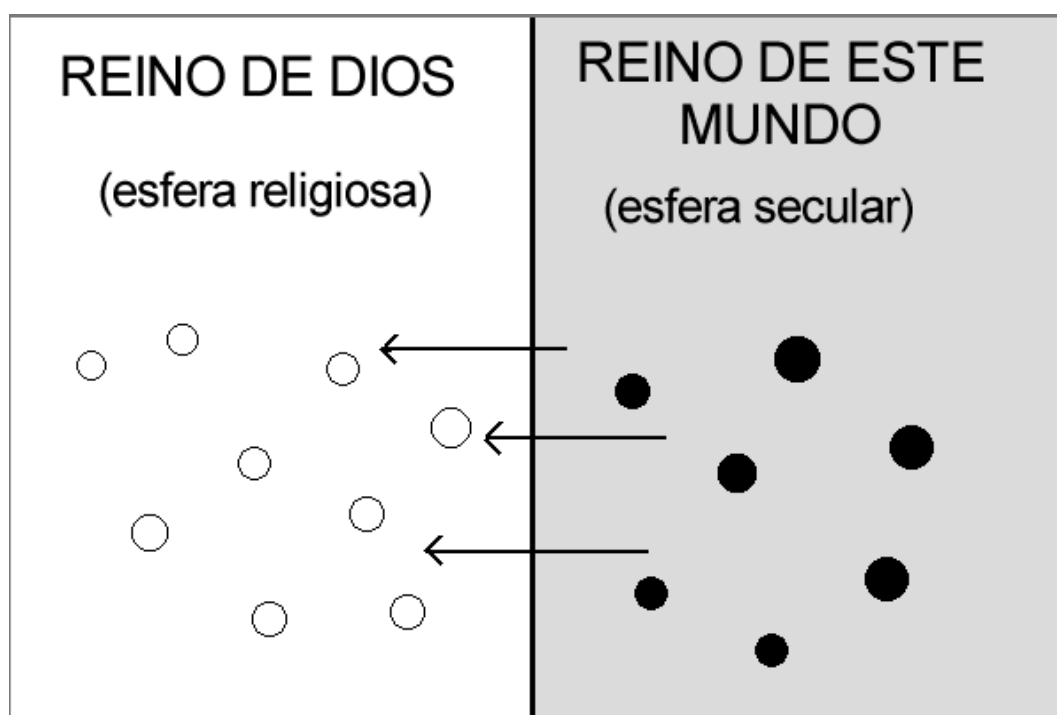 REINO DE DIOS
(esfera religiosa)
REINO DE ESTE
MUNDO
(esfera secular)